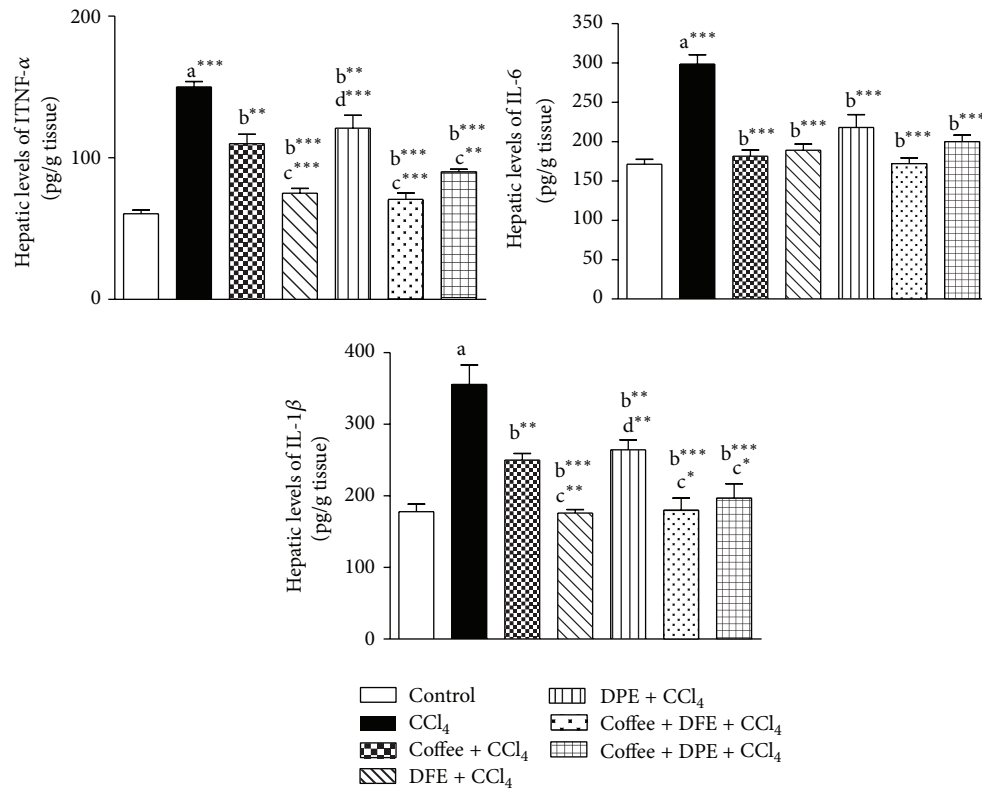 Hepatic levels of ITNF-α
(pg/g tissue)
200
100
0
a***
b**
b***
c***
b**
d***
b***
c***
b***
c**
Hepatic levels of IL-6
(pg/g tissue)
350
300
250
200
150
100
50
0
a***
b***
b***
b***
b***
b***
Hepatic levels of IL-1β
(pg/g tissue)
400
300
200
100
0
a
b**
b***
c**
b**
d**
b***
c*
b***
c*
Control
CCl₄
Coffee + CCl₄
DFE + CCl₄
DPE + CCl₄
Coffee + DFE + CCl₄
Coffee + DPE + CCl₄